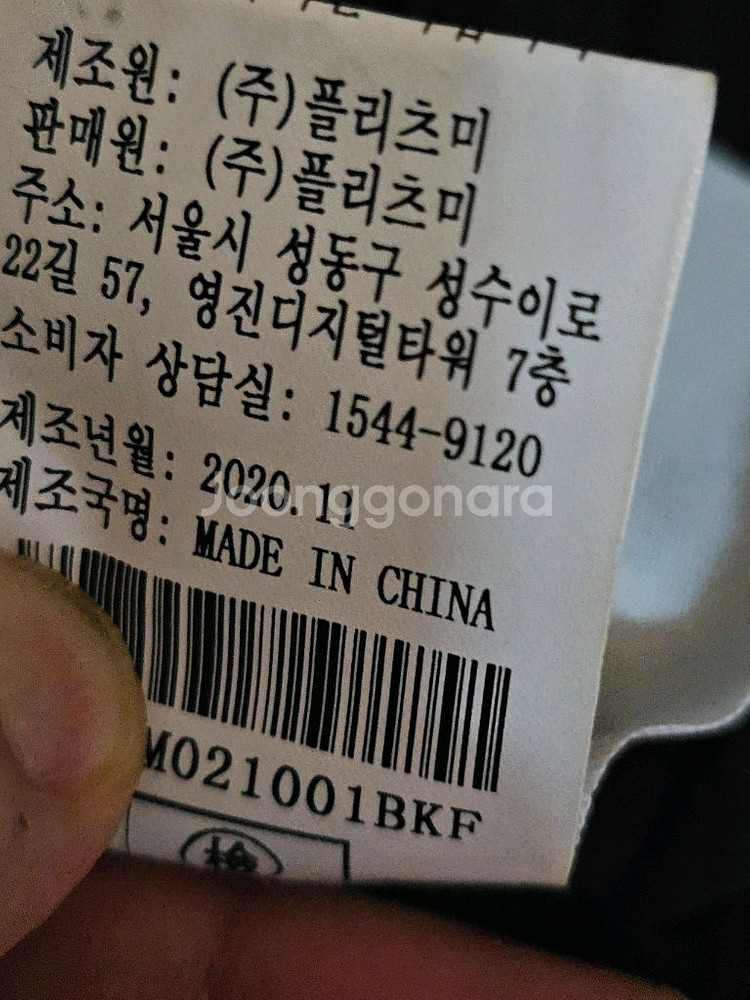 제조원: (주)플리츠미
판매원: (주)플리츠미
주소: 서울시 성동구 성수이로
22길 57, 영진디지털타워 7층
소비자 상담실: 1544-9120
제조년월: 2020.11
Joonggonara
제조국명: MADE IN CHINA
M021001BKF
檢